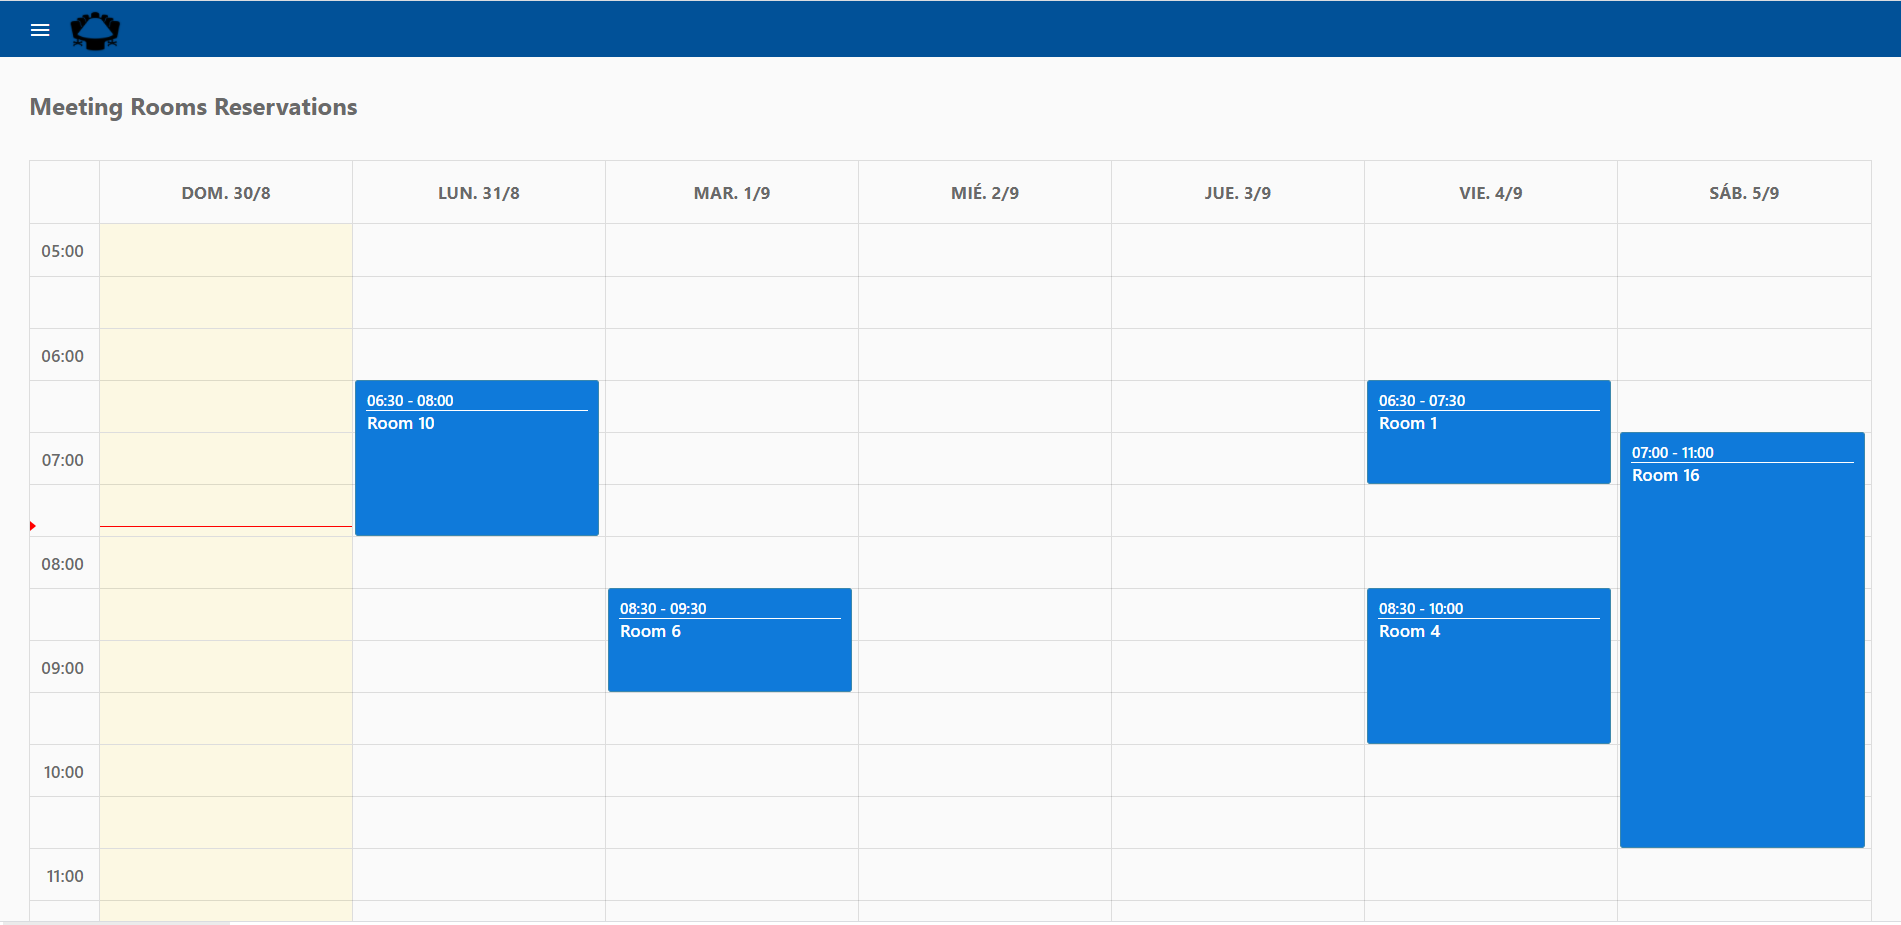 Meeting Rooms Reservations
DOM. 30/8 LUN. 31/8 MAR. 1/9 MIÉ. 2/9 JUE. 3/9 VIE. 4/9 SÁB. 5/9
05:00
06:00
06:30 - 08:00
Room 10
06:30 - 07:30
Room 1
07:00
07:00 - 11:00
Room 16
08:00
08:30 - 09:30
Room 6
08:30 - 10:00
Room 4
09:00
10:00
11:00